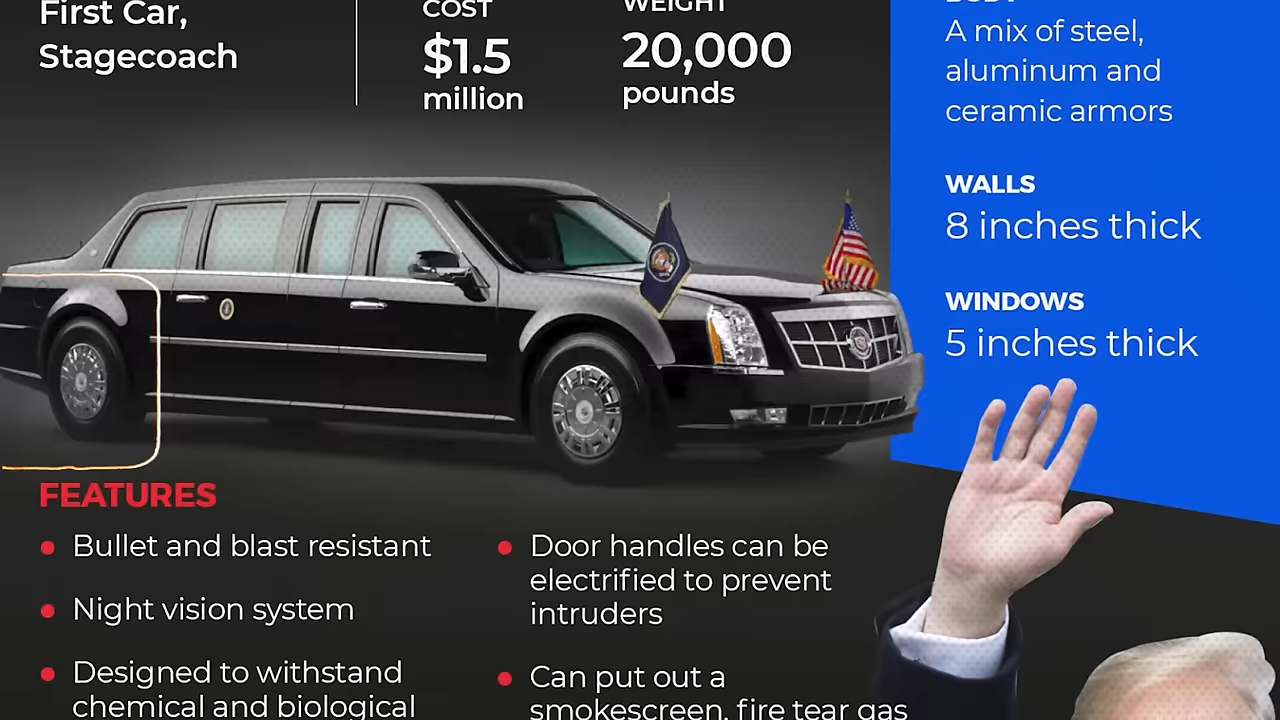 First Car,
Stagecoach
COST
$1.5
million
WEIGHT
20,000
pounds
BODY
A mix of steel,
aluminum and
ceramic armors
WALLS
8 inches thick
WINDOWS
5 inches thick
FEATURES
Bullet and blast resistant
Night vision system
Designed to withstand
chemical and biological
Door handles can be
electrified to prevent
intruders
Can put out a
smokescreen, fire tear gas